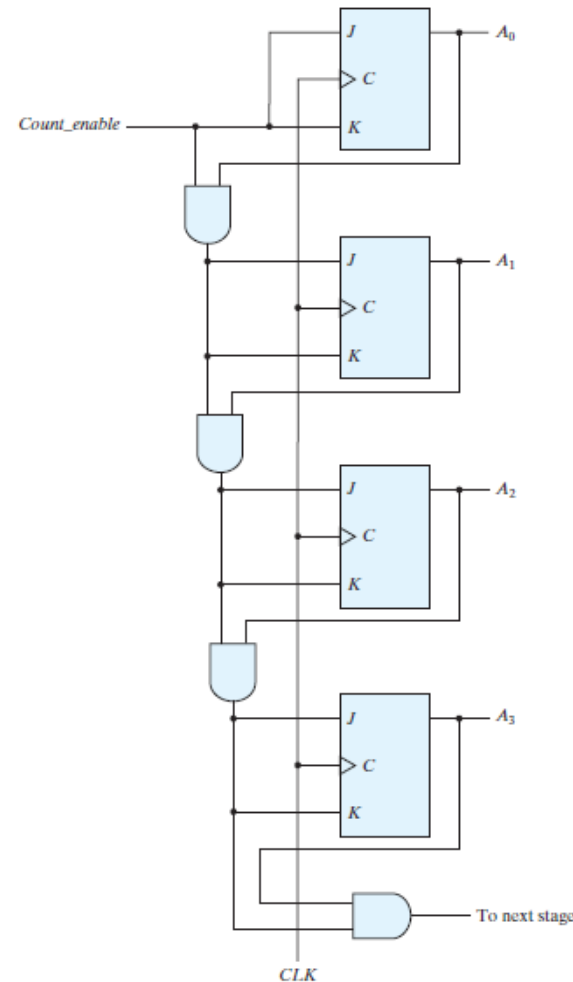 J
A₀
C
Count_enable
K
J
A₁
C
K
J
A₂
C
K
J
A₃
C
K
To next stage
CLK